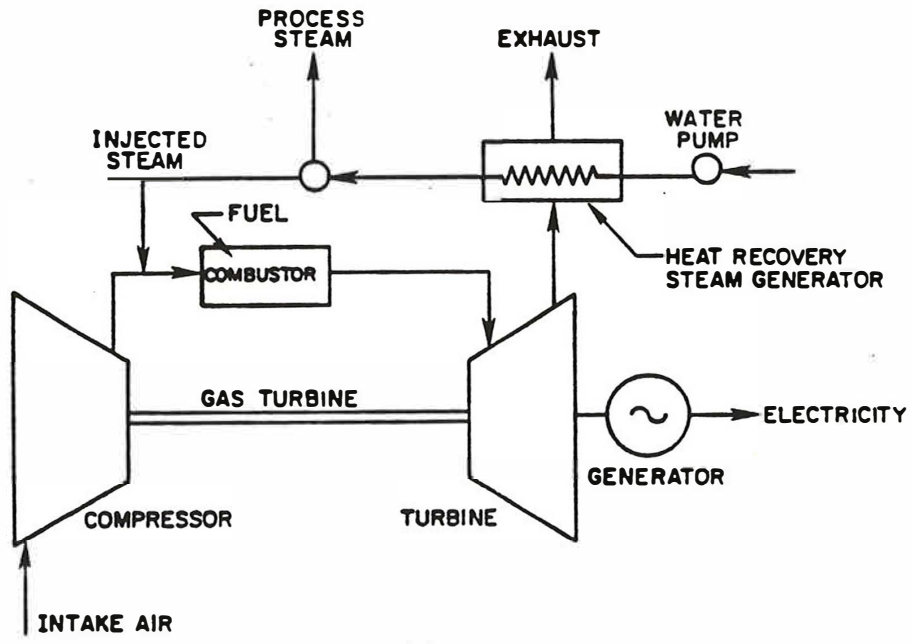 PROCESS
STEAM
EXHAUST
WATER
PUMP
INJECTED
STEAM
FUEL
COMBUSTOR
HEAT RECOVERY
STEAM GENERATOR
GAS TURBINE
ELECTRICITY
GENERATOR
COMPRESSOR
TURBINE
INTAKE AIR